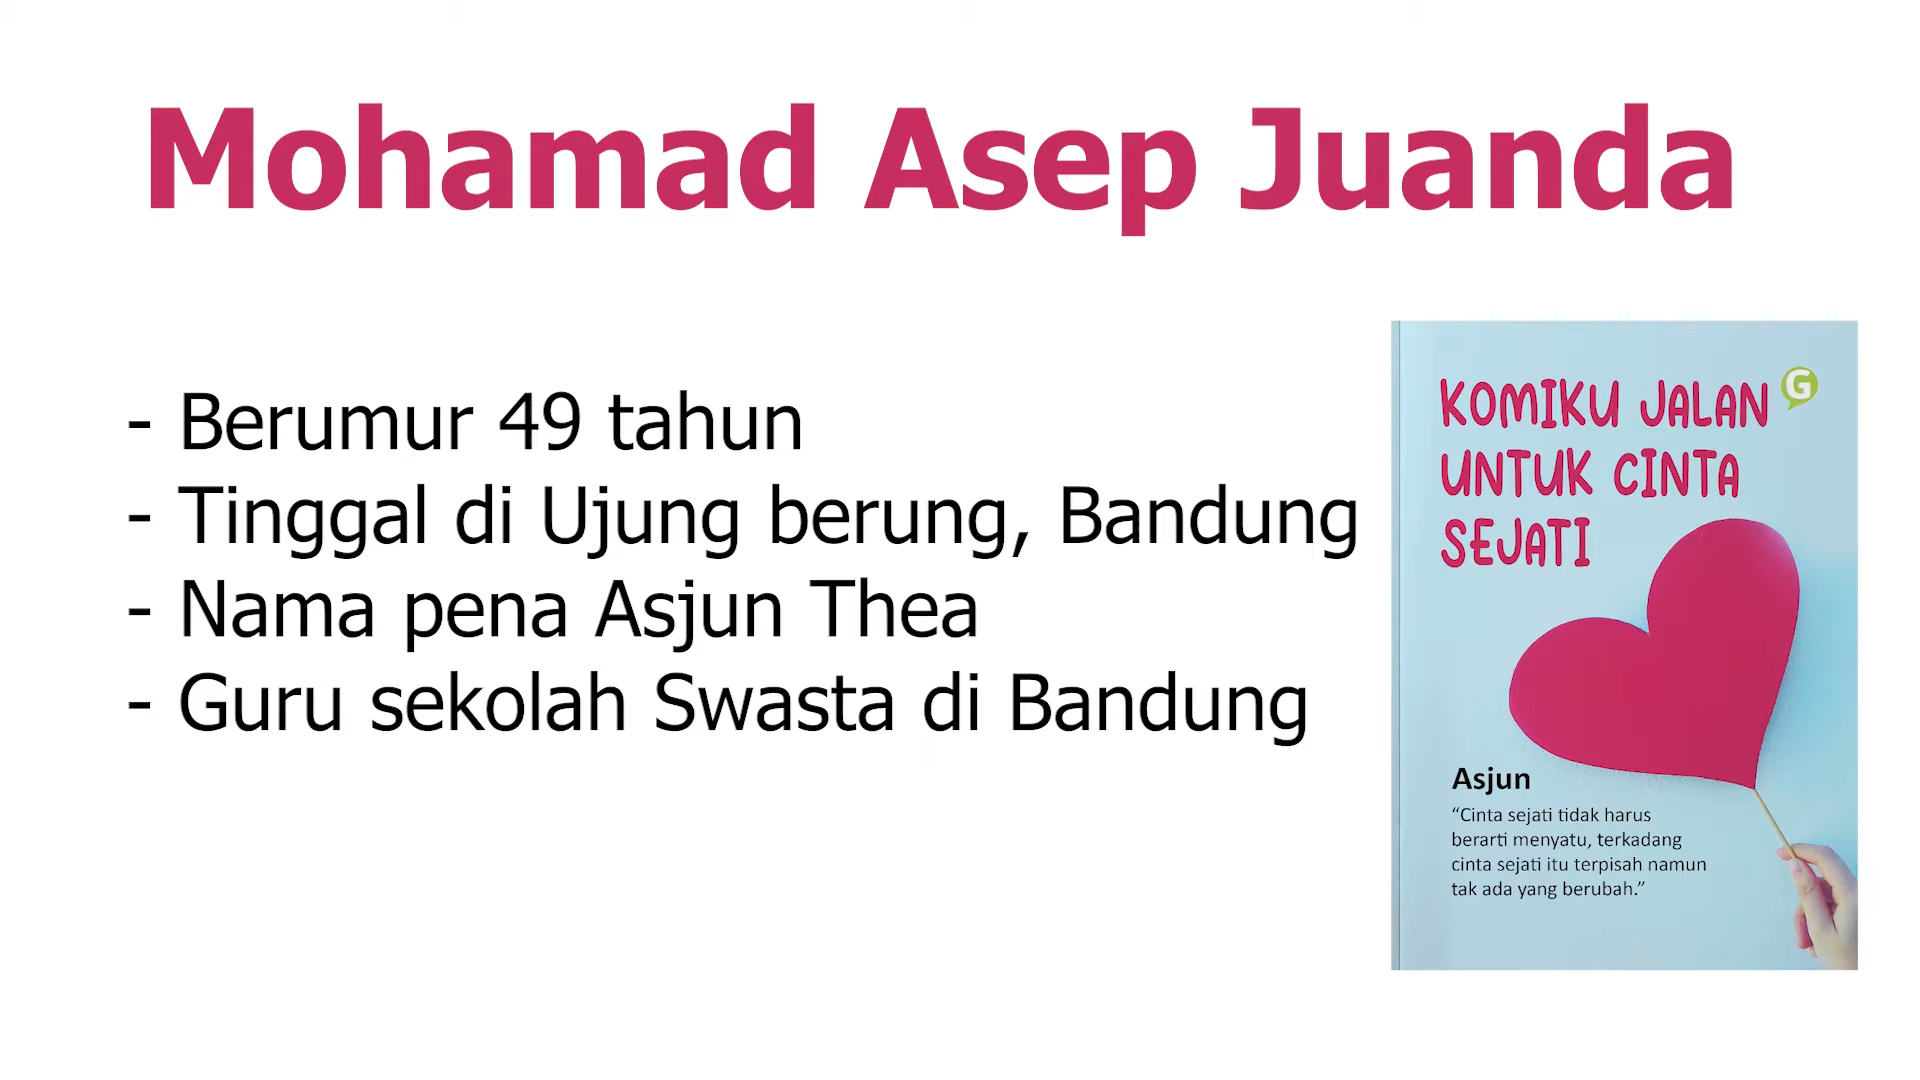 Mohamad Asep Juanda
- Berumur 49 tahun
- Tinggal di Ujung berung, Bandung
- Nama pena Asjun Thea
- Guru sekolah Swasta di Bandung
KOMIKU JALAN
UNTUK CINTA
SEJATI
G
Asjun
“Cinta sejati tidak harus
berarti menyatu, terkadang
cinta sejati itu terpisah namun
tak ada yang berubah.”